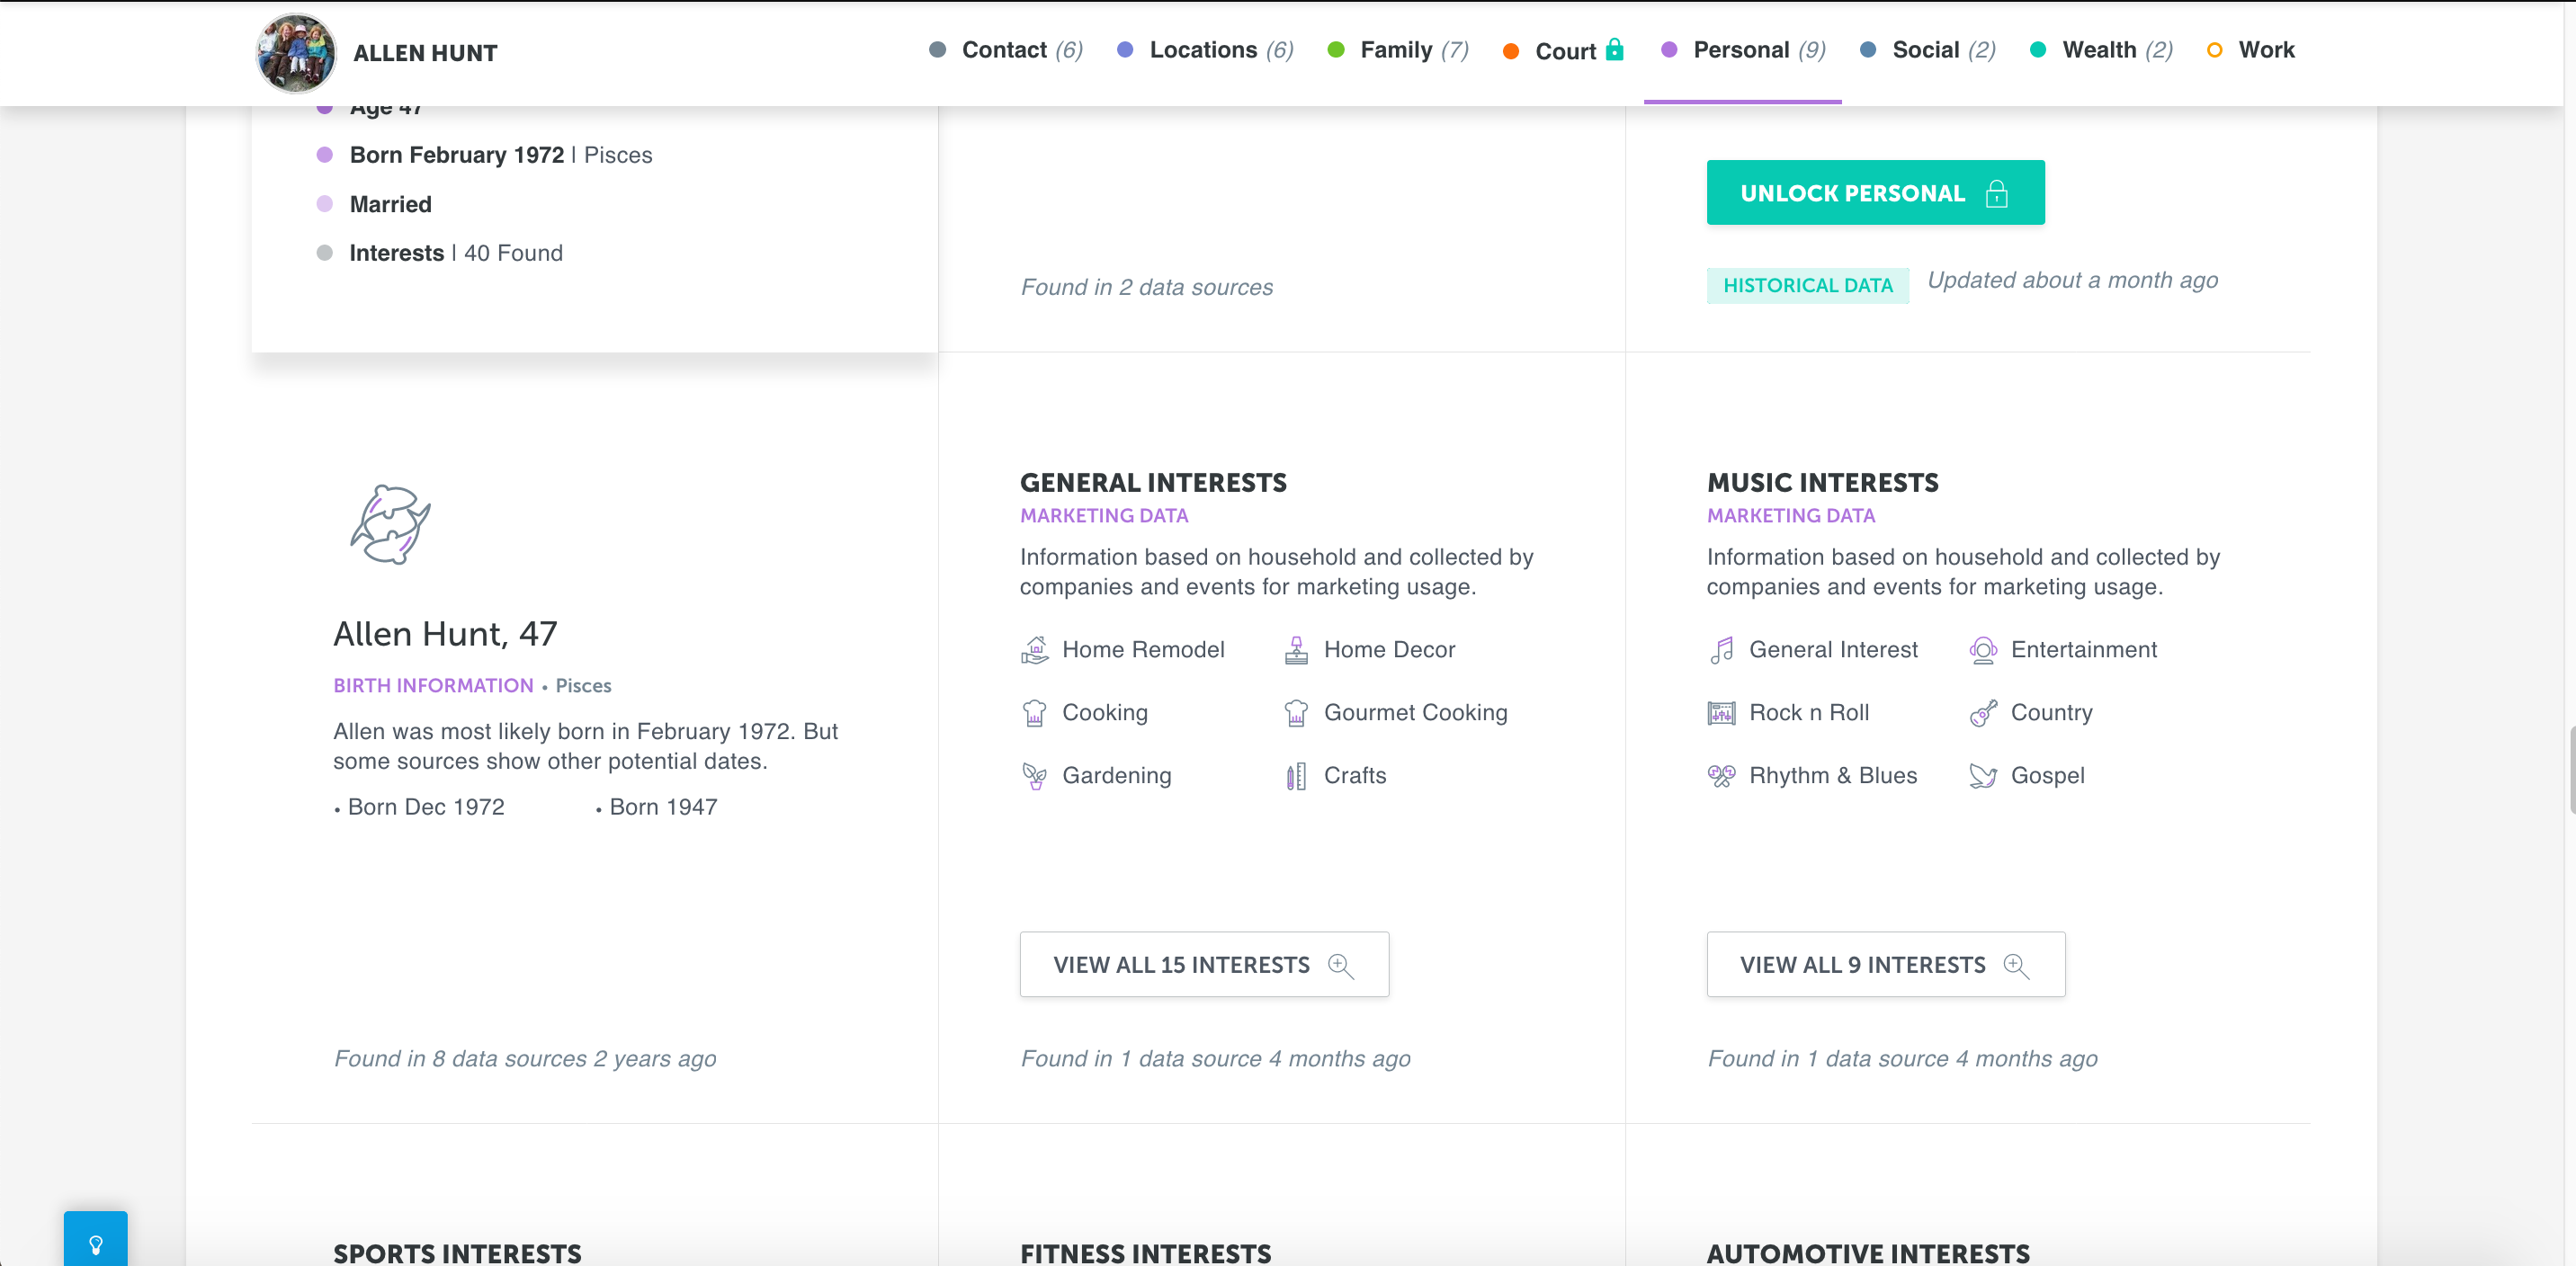 ALLEN HUNT
Contact (6)
Locations (6)
Family (7)
Court
Personal (9)
Social (2)
Wealth (2)
Work
Age 47
Born February 1972 | Pisces
Married
Interests | 40 Found
Found in 2 data sources
UNLOCK PERSONAL
HISTORICAL DATA
Updated about a month ago
Allen Hunt, 47
BIRTH INFORMATION • Pisces
Allen was most likely born in February 1972. But
some sources show other potential dates.
• Born Dec 1972
• Born 1947
Found in 8 data sources 2 years ago
GENERAL INTERESTS
MARKETING DATA
Information based on household and collected by
companies and events for marketing usage.
Home Remodel
Home Decor
Cooking
Gourmet Cooking
Gardening
Crafts
VIEW ALL 15 INTERESTS
Found in 1 data source 4 months ago
MUSIC INTERESTS
MARKETING DATA
Information based on household and collected by
companies and events for marketing usage.
General Interest
Entertainment
Rock n Roll
Country
Rhythm & Blues
Gospel
VIEW ALL 9 INTERESTS
Found in 1 data source 4 months ago
SPORTS INTERESTS
FITNESS INTERESTS
AUTOMOTIVE INTERESTS